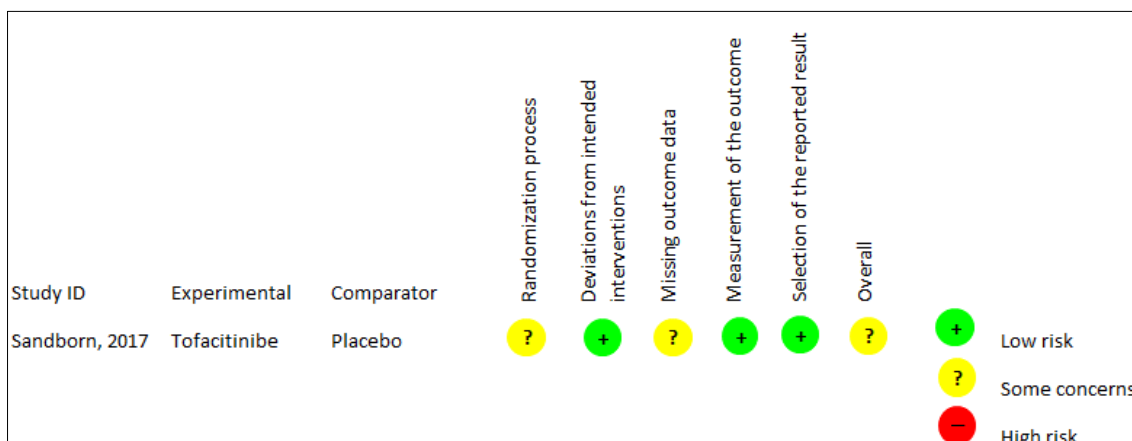 Randomization process
Deviations from intended
interventions
Missing outcome data
Measurement of the outcome
Selection of the reported result
Overall
Study ID Experimental Comparator
Sandborn, 2017 Tofacitinibe Placebo ? + ? + + ?
+ Low risk
? Some concerns
− High risk